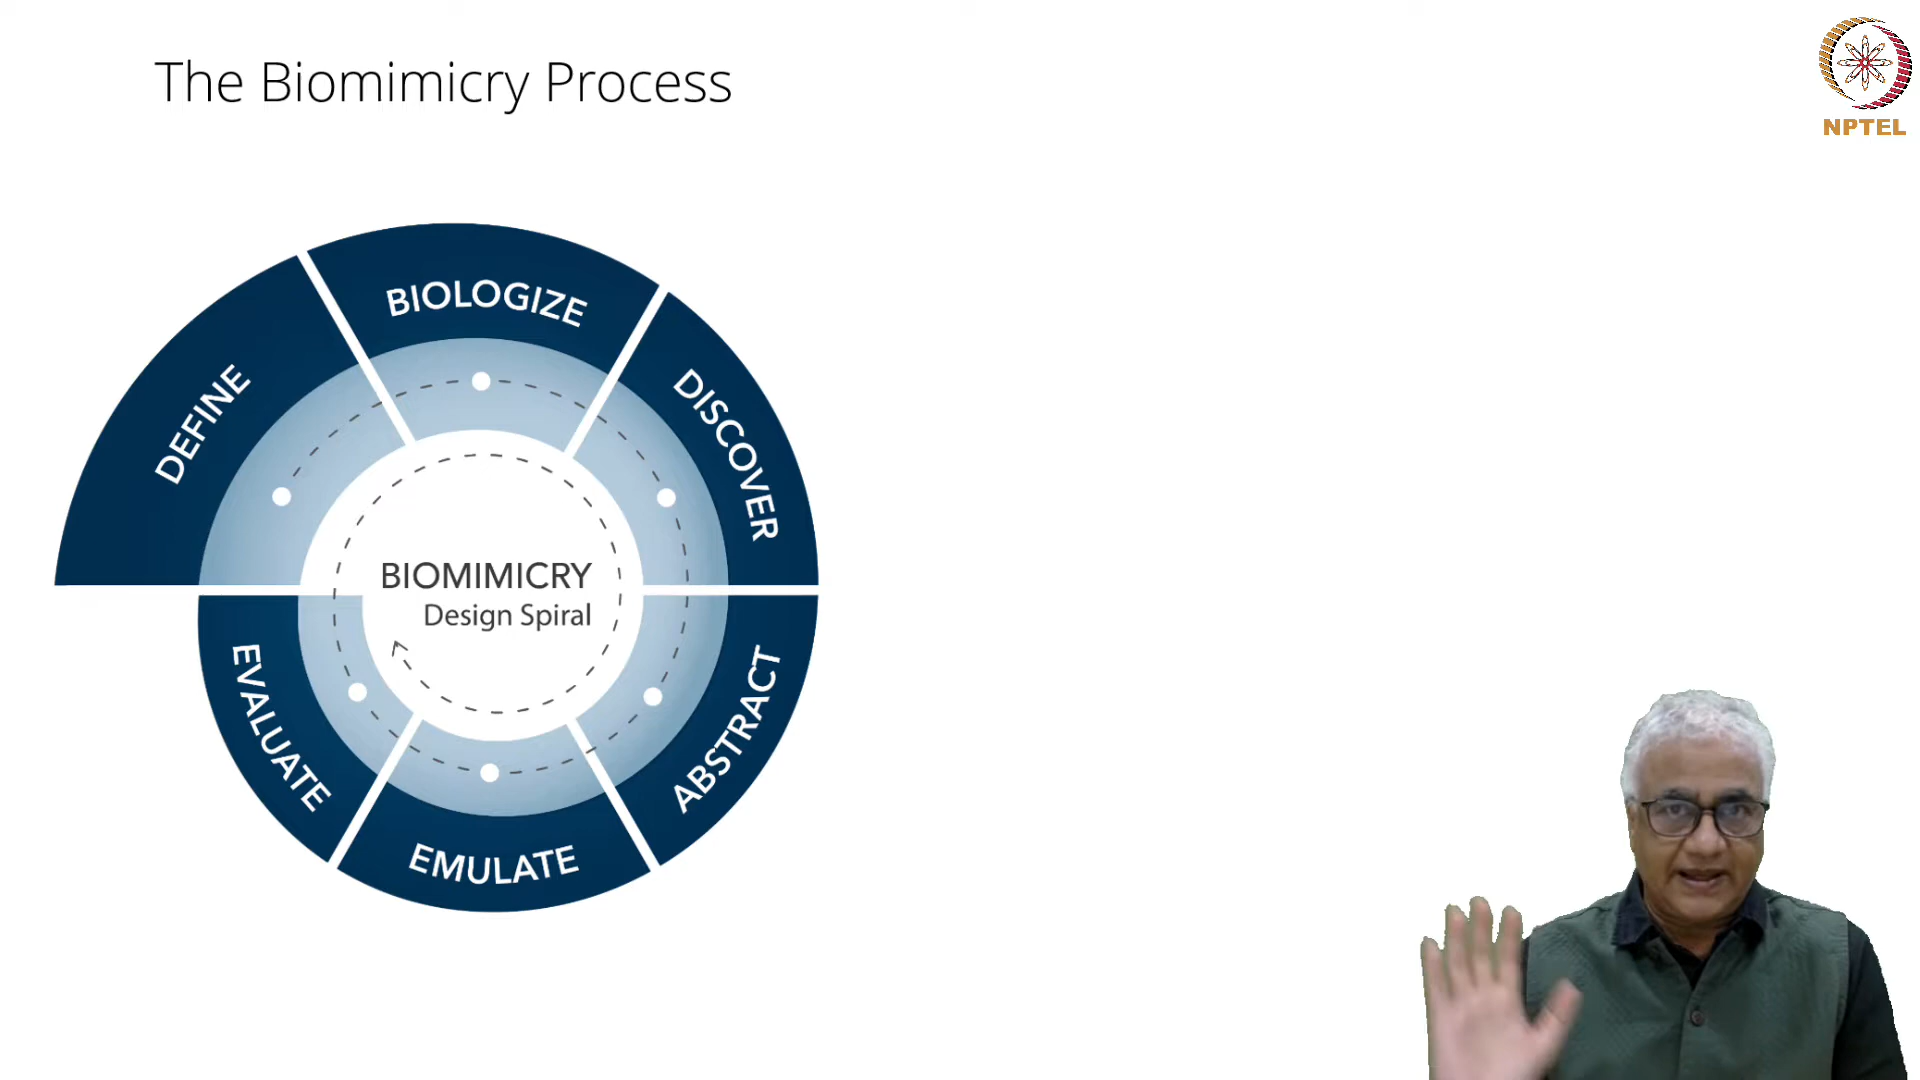 The Biomimicry Process
NPTEL
DEFINE
BIOLOGIZE
DISCOVER
ABSTRACT
EMULATE
EVALUATE
BIOMIMICRY
Design Spiral